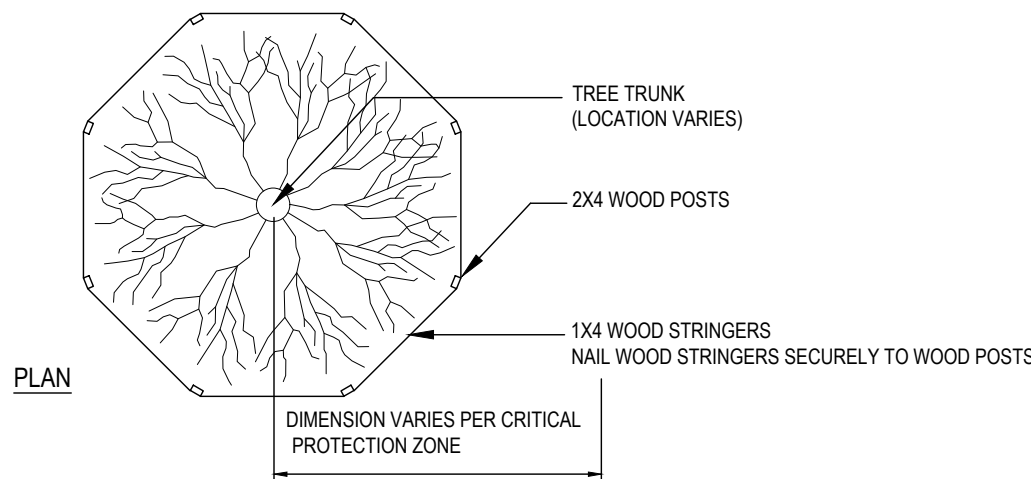 TREE TRUNK
(LOCATION VARIES)
2X4 WOOD POSTS
1X4 WOOD STRINGERS
NAIL WOOD STRINGERS SECURELY TO WOOD POSTS
PLAN
DIMENSION VARIES PER CRITICAL
PROTECTION ZONE